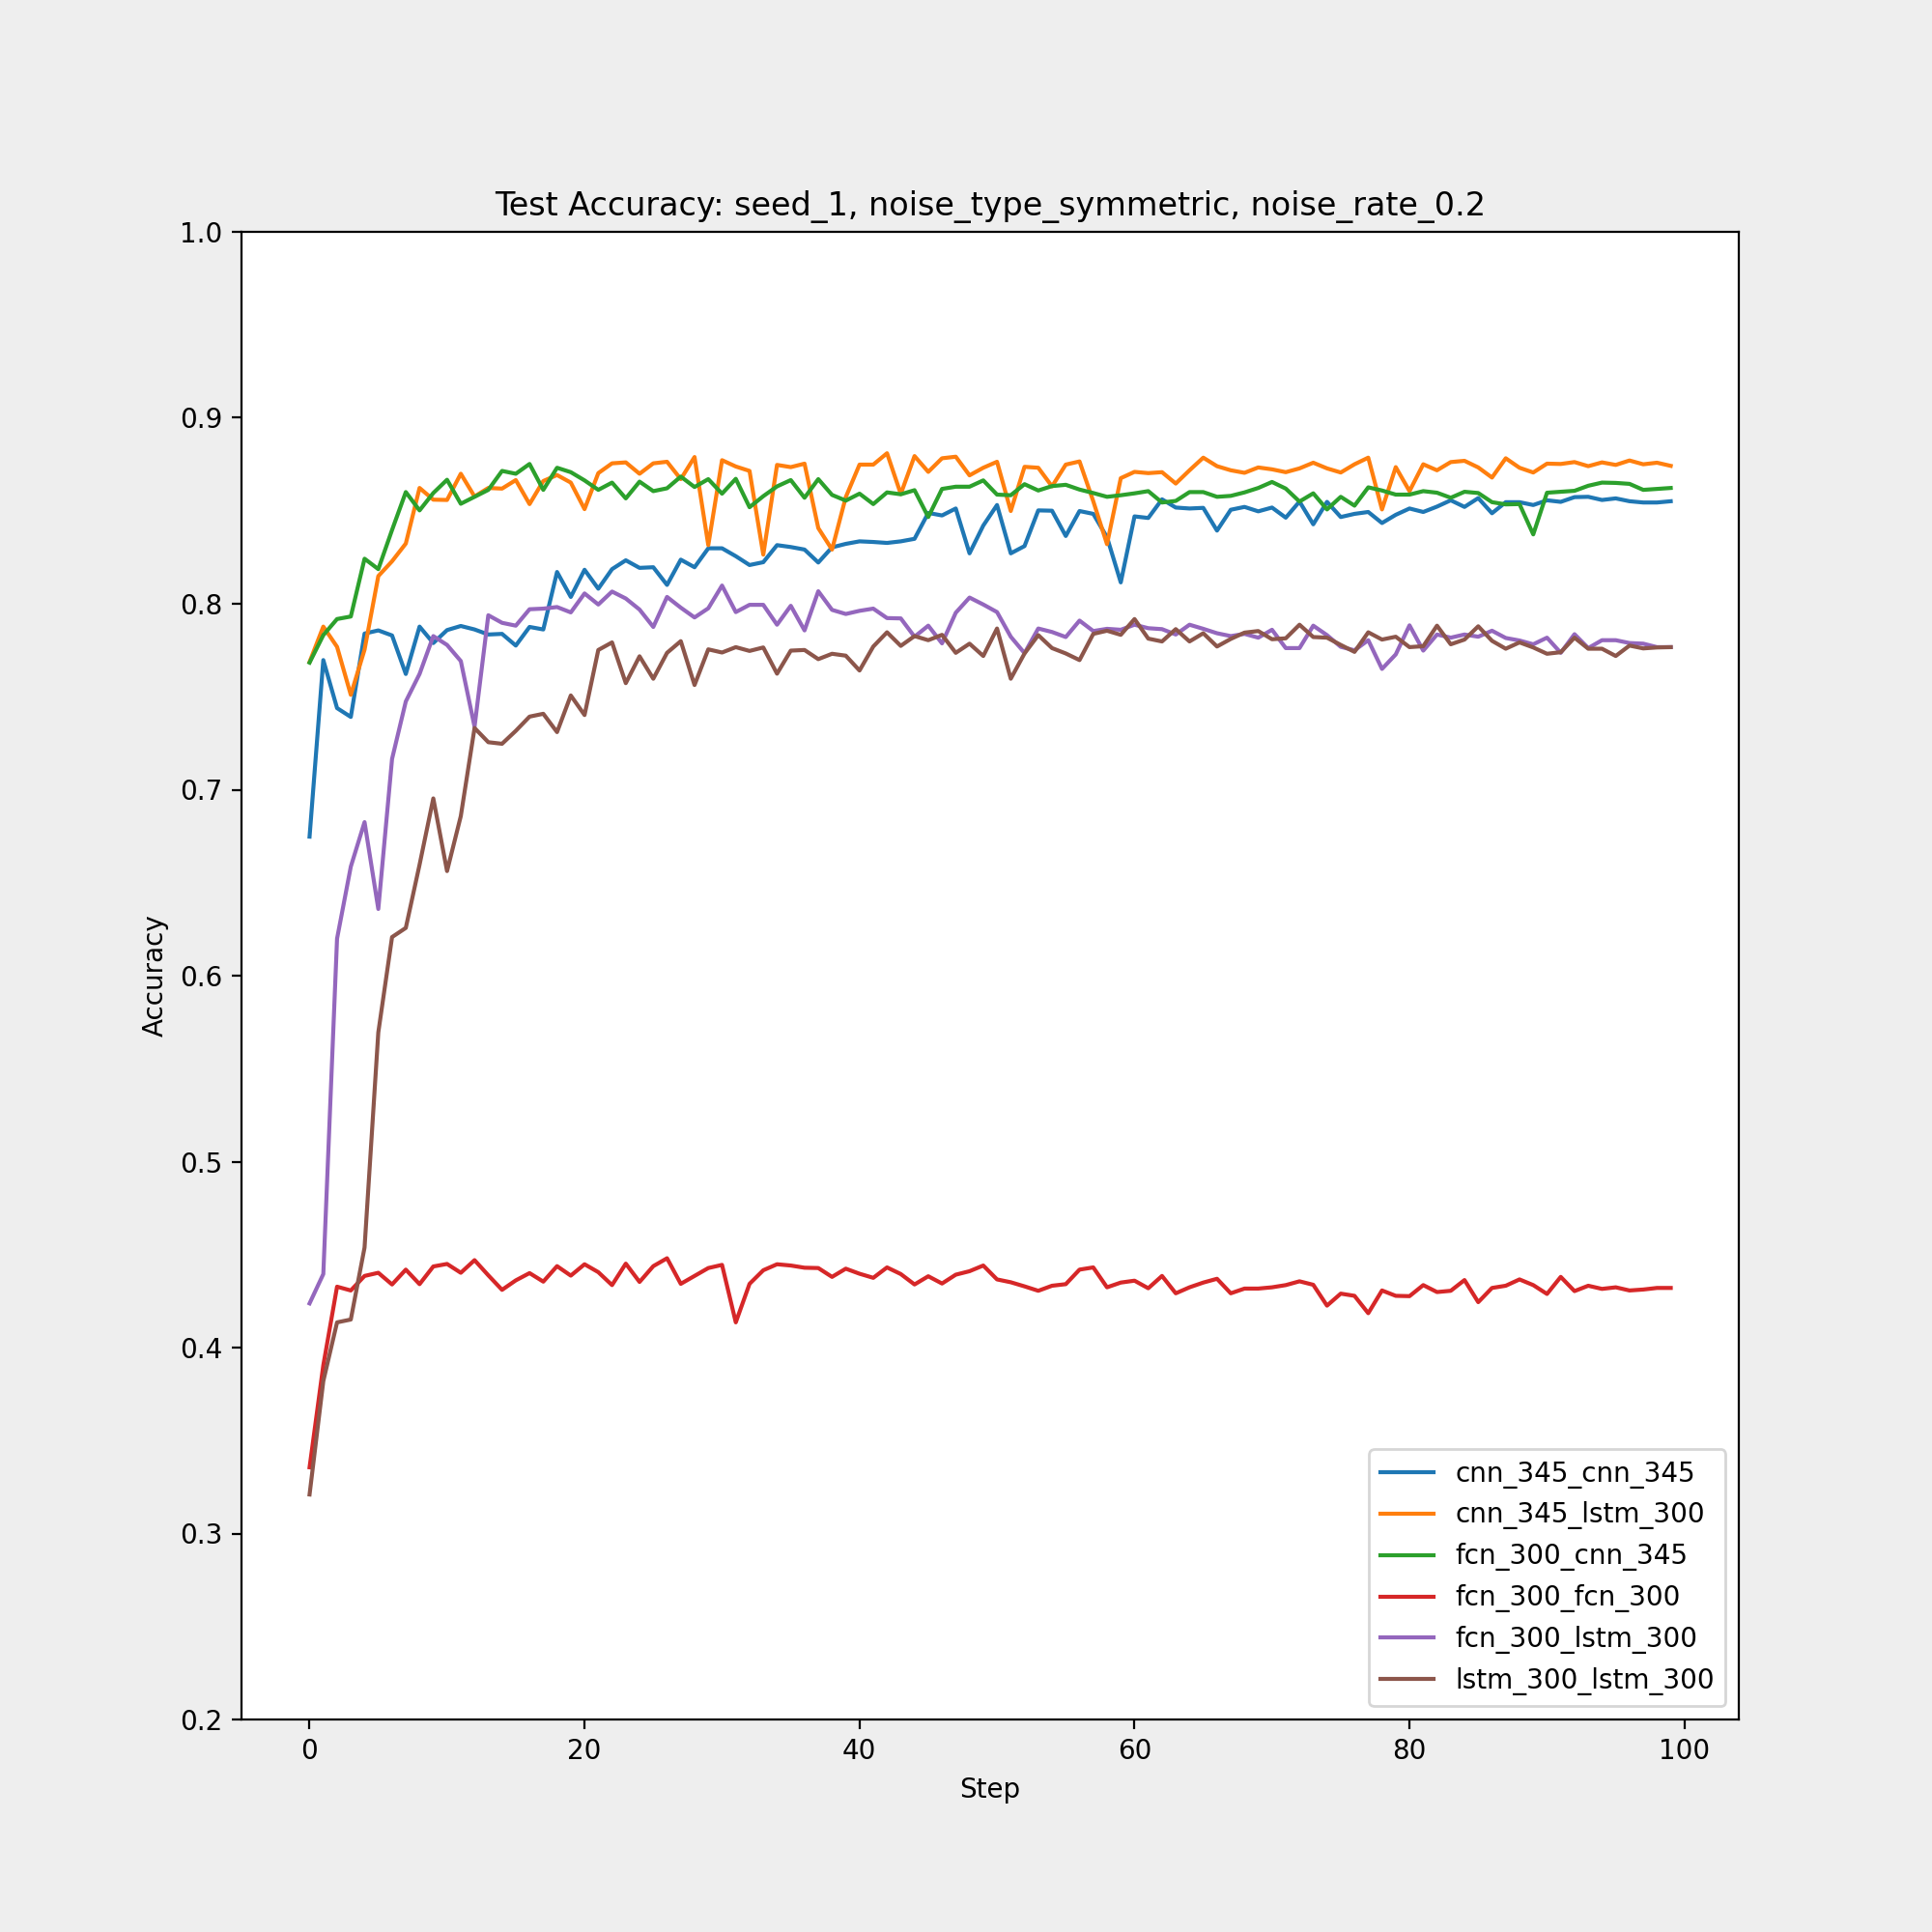 Test Accuracy: seed_1, noise_type_symmetric, noise_rate_0.2
1.0
0.9
0.8
0.7
0.6
0.5
0.4
0.3
0.2
Accuracy
0 20 40 60 80 100
Step
cnn_345_cnn_345
cnn_345_lstm_300
fcn_300_cnn_345
fcn_300_fcn_300
fcn_300_lstm_300
lstm_300_lstm_300